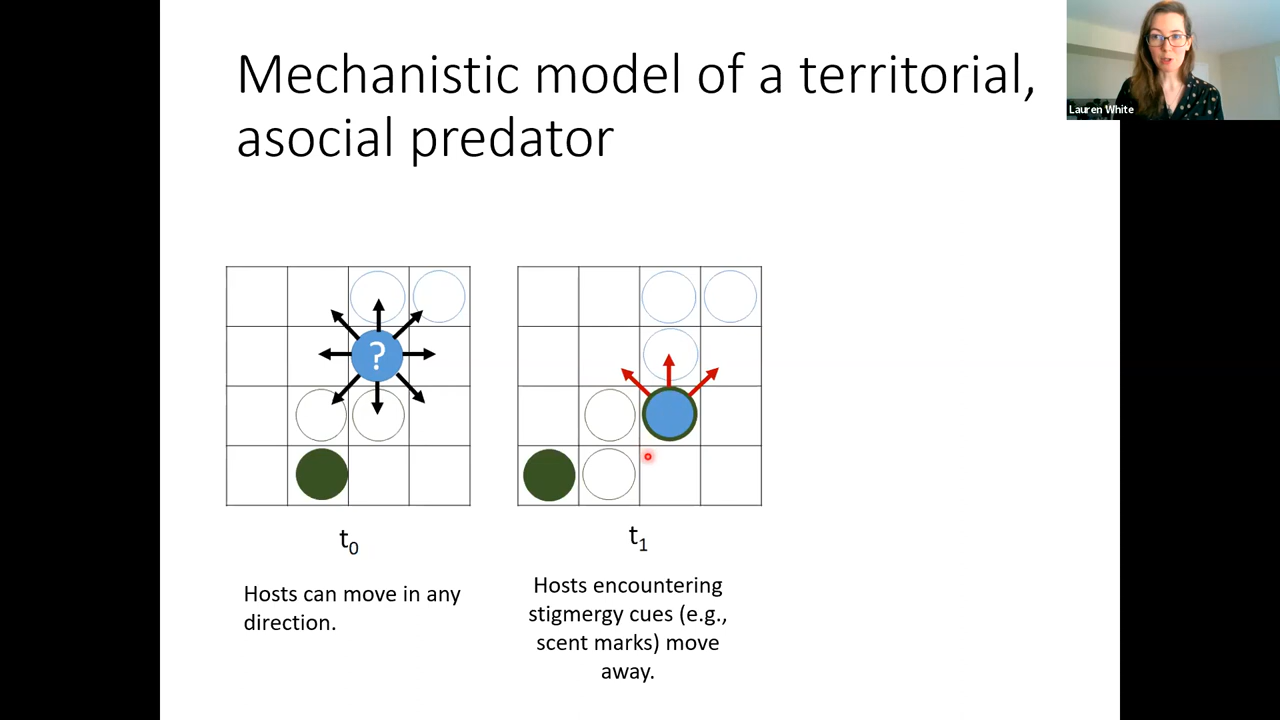 Mechanistic model of a territorial,
asocial predator
Lauren White
?
t0
t1
Hosts can move in any
direction.
Hosts encountering
stigmergy cues (e.g.,
scent marks) move
away.